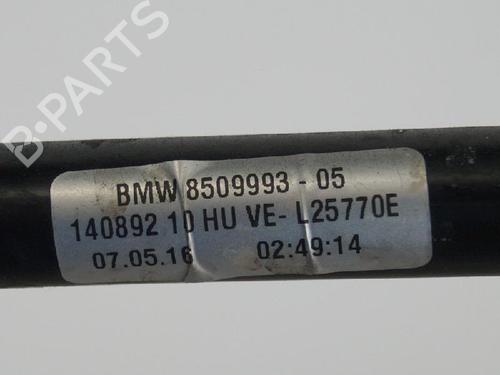 B-PARTS
BMW 8509993 - 05
140892 10 HU VE- L25770E
07.05.16 02:49:14